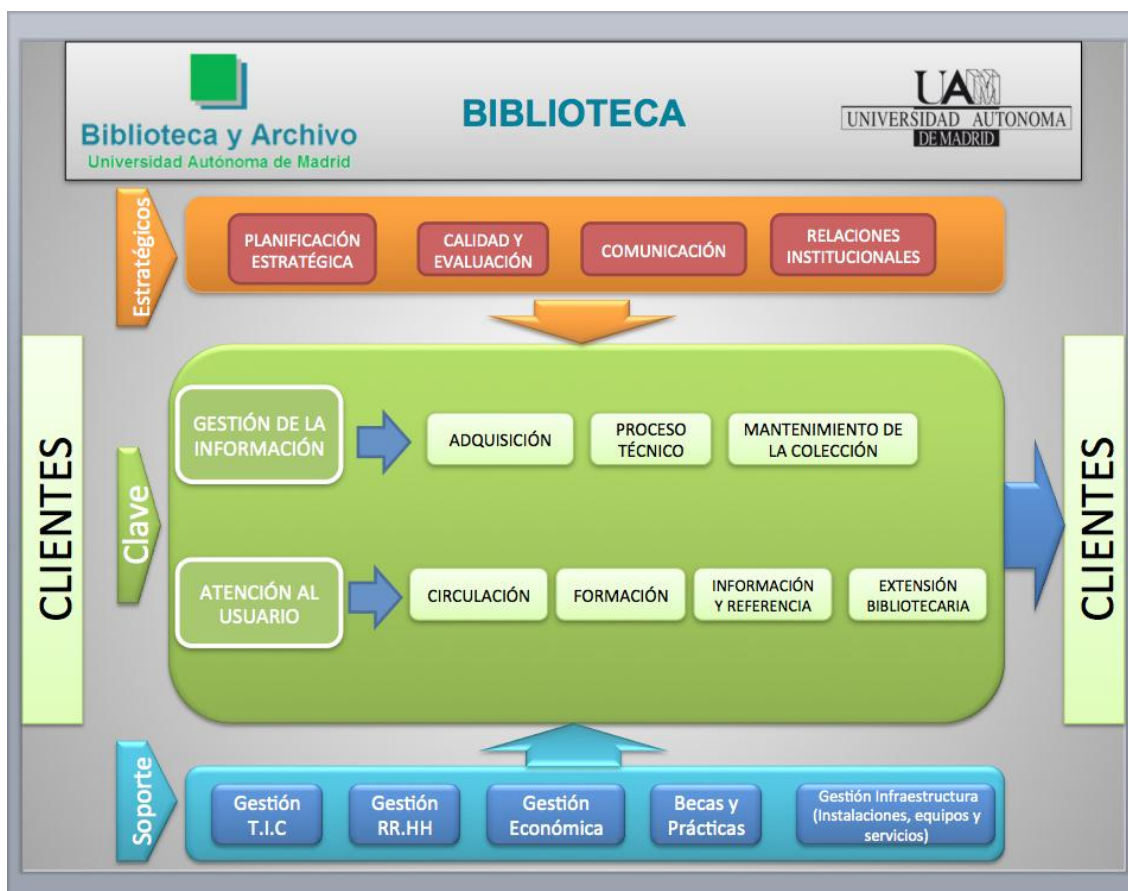 Biblioteca y Archivo
Universidad Autónoma de Madrid
BIBLIOTECA
UAM
UNIVERSIDAD AUTONOMA
DE MADRID
Estratégicos
PLANIFICACIÓN
ESTRATÉGICA
CALIDAD Y
EVALUACIÓN
COMUNICACIÓN
RELACIONES
INSTITUCIONALES
CLIENTES
Clave
GESTIÓN DE LA
INFORMACIÓN
ADQUISICIÓN
PROCESO
TÉCNICO
MANTENIMIENTO DE
LA COLECCIÓN
ATENCIÓN AL
USUARIO
CIRCULACIÓN
FORMACIÓN
INFORMACIÓN
Y REFERENCIA
EXTENSIÓN
BIBLIOTECARIA
CLIENTES
Soporte
Gestión
T.I.C
Gestión
RR.HH
Gestión
Económica
Becas y
Prácticas
Gestión Infraestructura
(Instalaciones, equipos y
servicios)